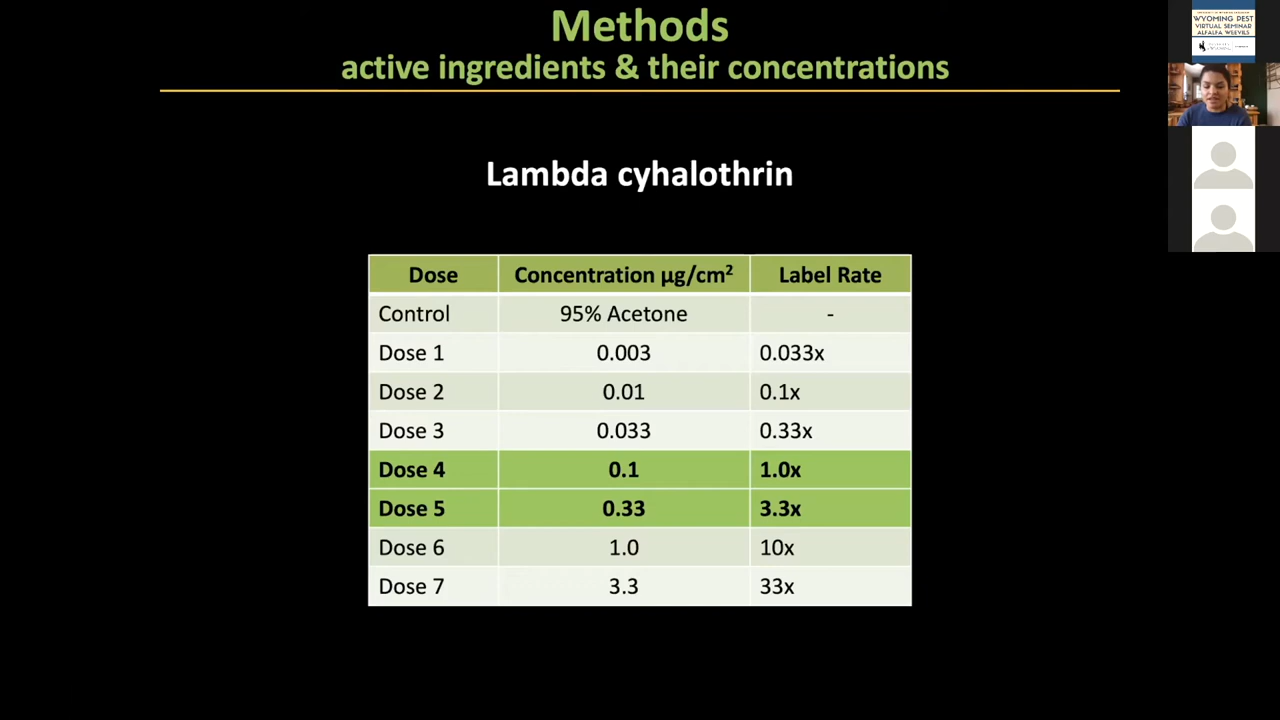 Methods
active ingredients & their concentrations
Lambda cyhalothrin
Dose Concentration µg/cm² Label Rate
Control 95% Acetone -
Dose 1 0.003 0.033x
Dose 2 0.01 0.1x
Dose 3 0.033 0.33x
Dose 4 0.1 1.0x
Dose 5 0.33 3.3x
Dose 6 1.0 10x
Dose 7 3.3 33x
WYOMING PEST
VIRTUAL SEMINAR
ALFALFA WEEVILS